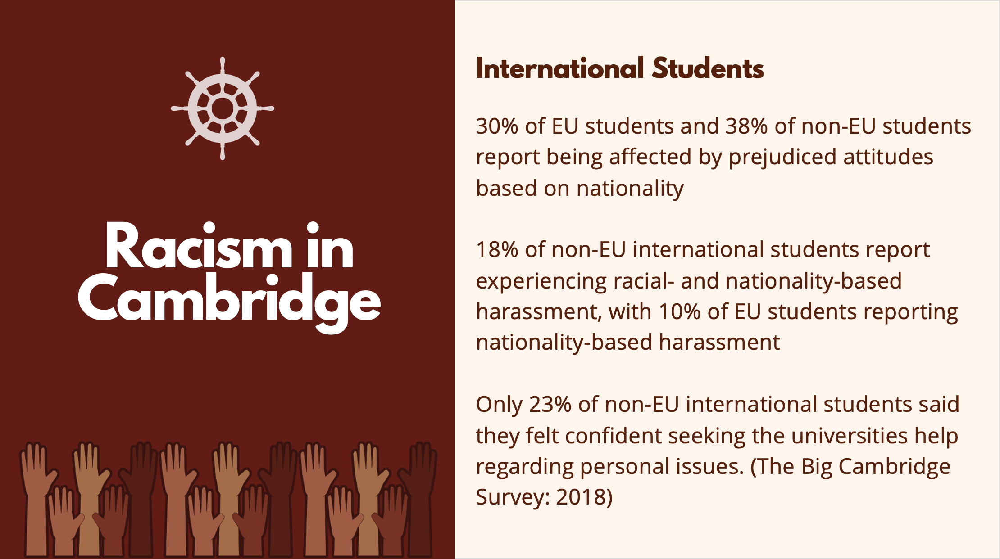 Racism in
Cambridge
International Students
30% of EU students and 38% of non-EU students
report being affected by prejudiced attitudes
based on nationality
18% of non-EU international students report
experiencing racial- and nationality-based
harassment, with 10% of EU students reporting
nationality-based harassment
Only 23% of non-EU international students said
they felt confident seeking the universities help
regarding personal issues. (The Big Cambridge
Survey: 2018)